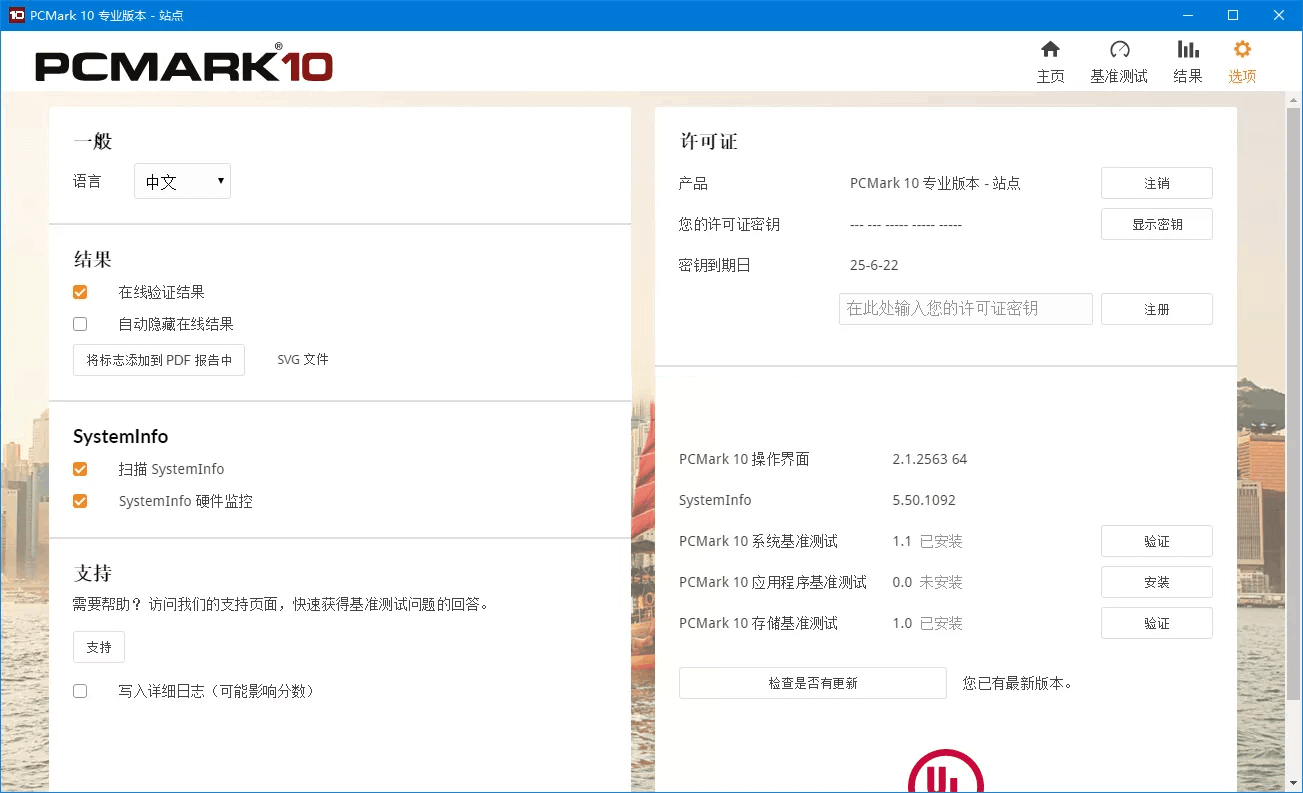 PCMark 10 专业版本 - 站点
PCMARK®10
主页
基准测试
结果
选项
一般
语言
中文
结果
在线验证结果
自动隐藏在线结果
将标志添加到 PDF 报告中
SVG 文件
SystemInfo
扫描 SystemInfo
SystemInfo 硬件监控
支持
需要帮助？ 访问我们的支持页面，快速获得基准测试问题的回答。
支持
写入详细日志（可能影响分数）
许可证
产品
PCMark 10 专业版本 - 站点
注销
您的许可证密钥
--- --- ----- ----- -----
显示密钥
密钥到期日
25-6-22
在此处输入您的许可证密钥
注册
PCMark 10 操作界面
2.1.2563 64
SystemInfo
5.50.1092
PCMark 10 系统基准测试
1.1 已安装
验证
PCMark 10 应用程序基准测试
0.0 未安装
安装
PCMark 10 存储基准测试
1.0 已安装
验证
检查是否有更新
您已有最新版本。
UL